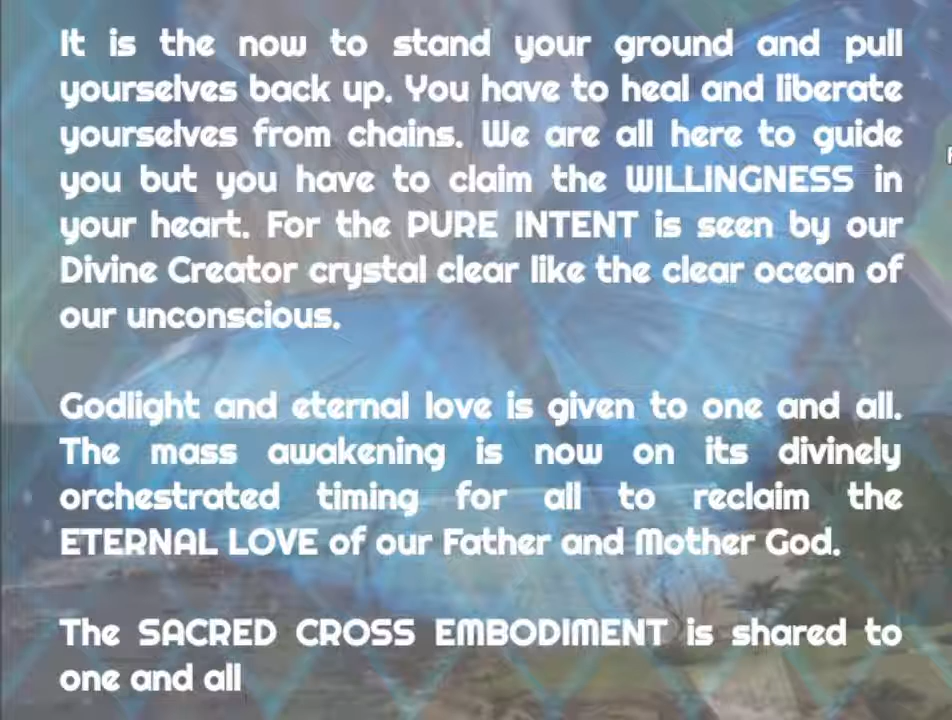 It is the now to stand your ground and pull
yourselves back up. You have to heal and liberate
yourselves from chains. We are all here to guide
you but you have to claim the WILLINGNESS in
your heart. For the PURE INTENT is seen by our
Divine Creator crystal clear like the clear ocean of
our unconscious.
Godlight and eternal love is given to one and all.
The mass awakening is now on its divinely
orchestrated timing for all to reclaim the
ETERNAL LOVE of our Father and Mother God.
The SACRED CROSS EMBODIMENT is shared to
one and all